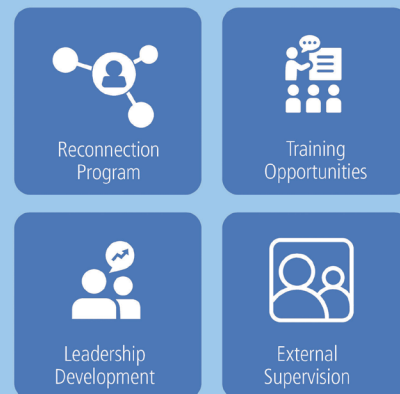 Reconnection
Program
Training
Opportunities
Leadership
Development
External
Supervision